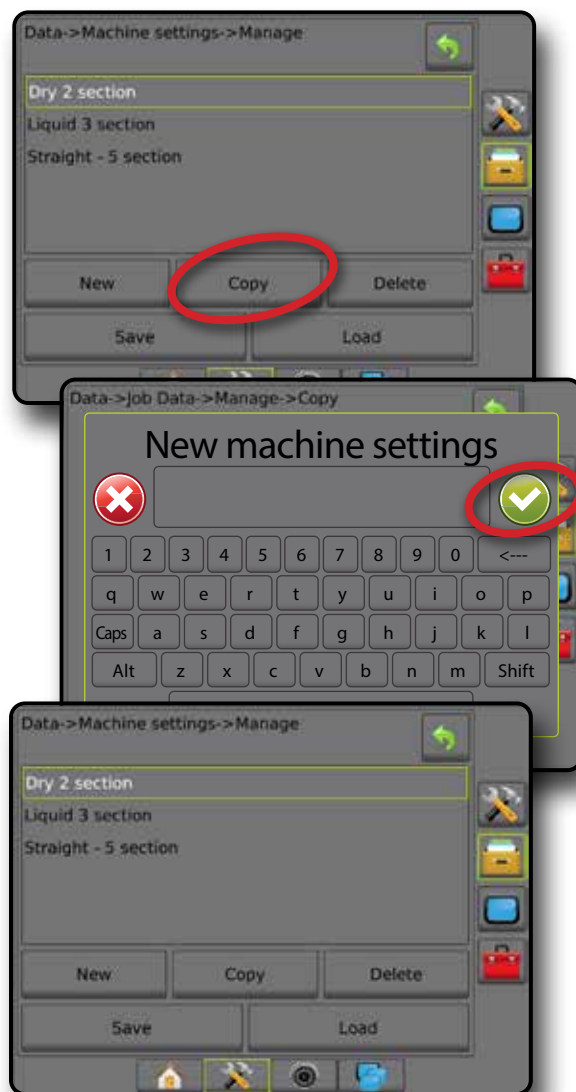 Data->Machine settings->Manage
Dry 2 section
Liquid 3 section
Straight - 5 section
New Copy Delete
Save Load
Data->Job Data->Manage->Copy
New machine settings
1 2 3 4 5 6 7 8 9 0 <---
q w e r t y u i o p
Caps a s d f g h j k l
Alt z x c v b n m Shift
Data->Machine settings->Manage
Dry 2 section
Liquid 3 section
Straight - 5 section
New Copy Delete
Save Load